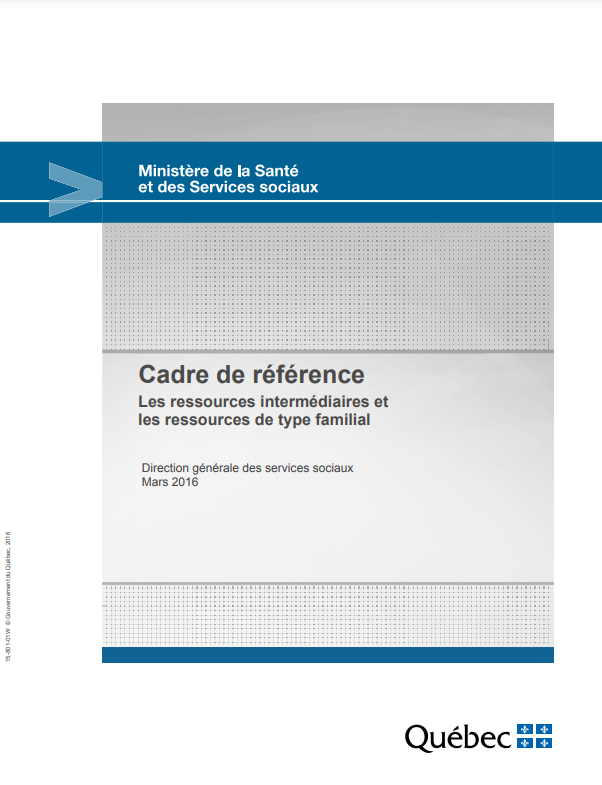 Ministère de la Santé
et des Services sociaux
Cadre de référence
Les ressources intermédiaires et
les ressources de type familial
Direction générale des services sociaux
Mars 2016
15-801-01W © Gouvernement du Québec, 2016
Québec